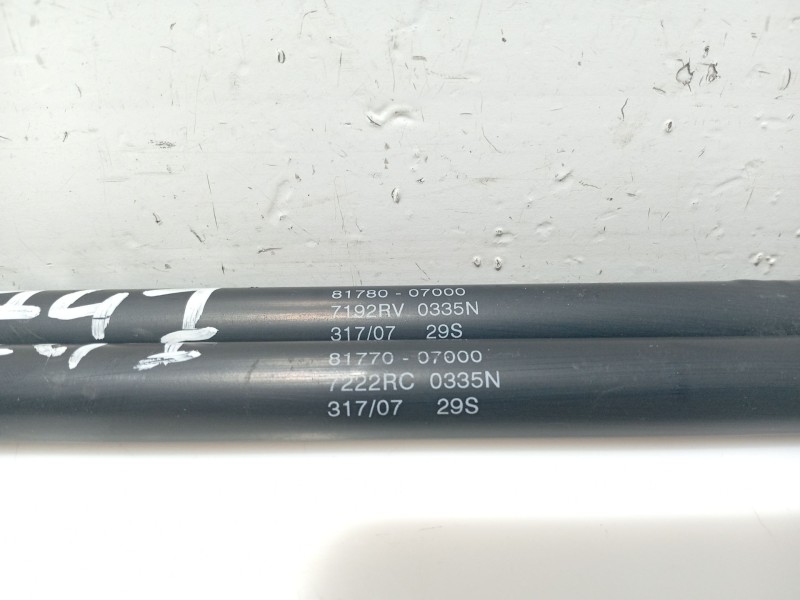 81780 - 07000
7192RV 0335N
317/07 29S
81770 - 07000
7222RC 0335N
317/07 29S